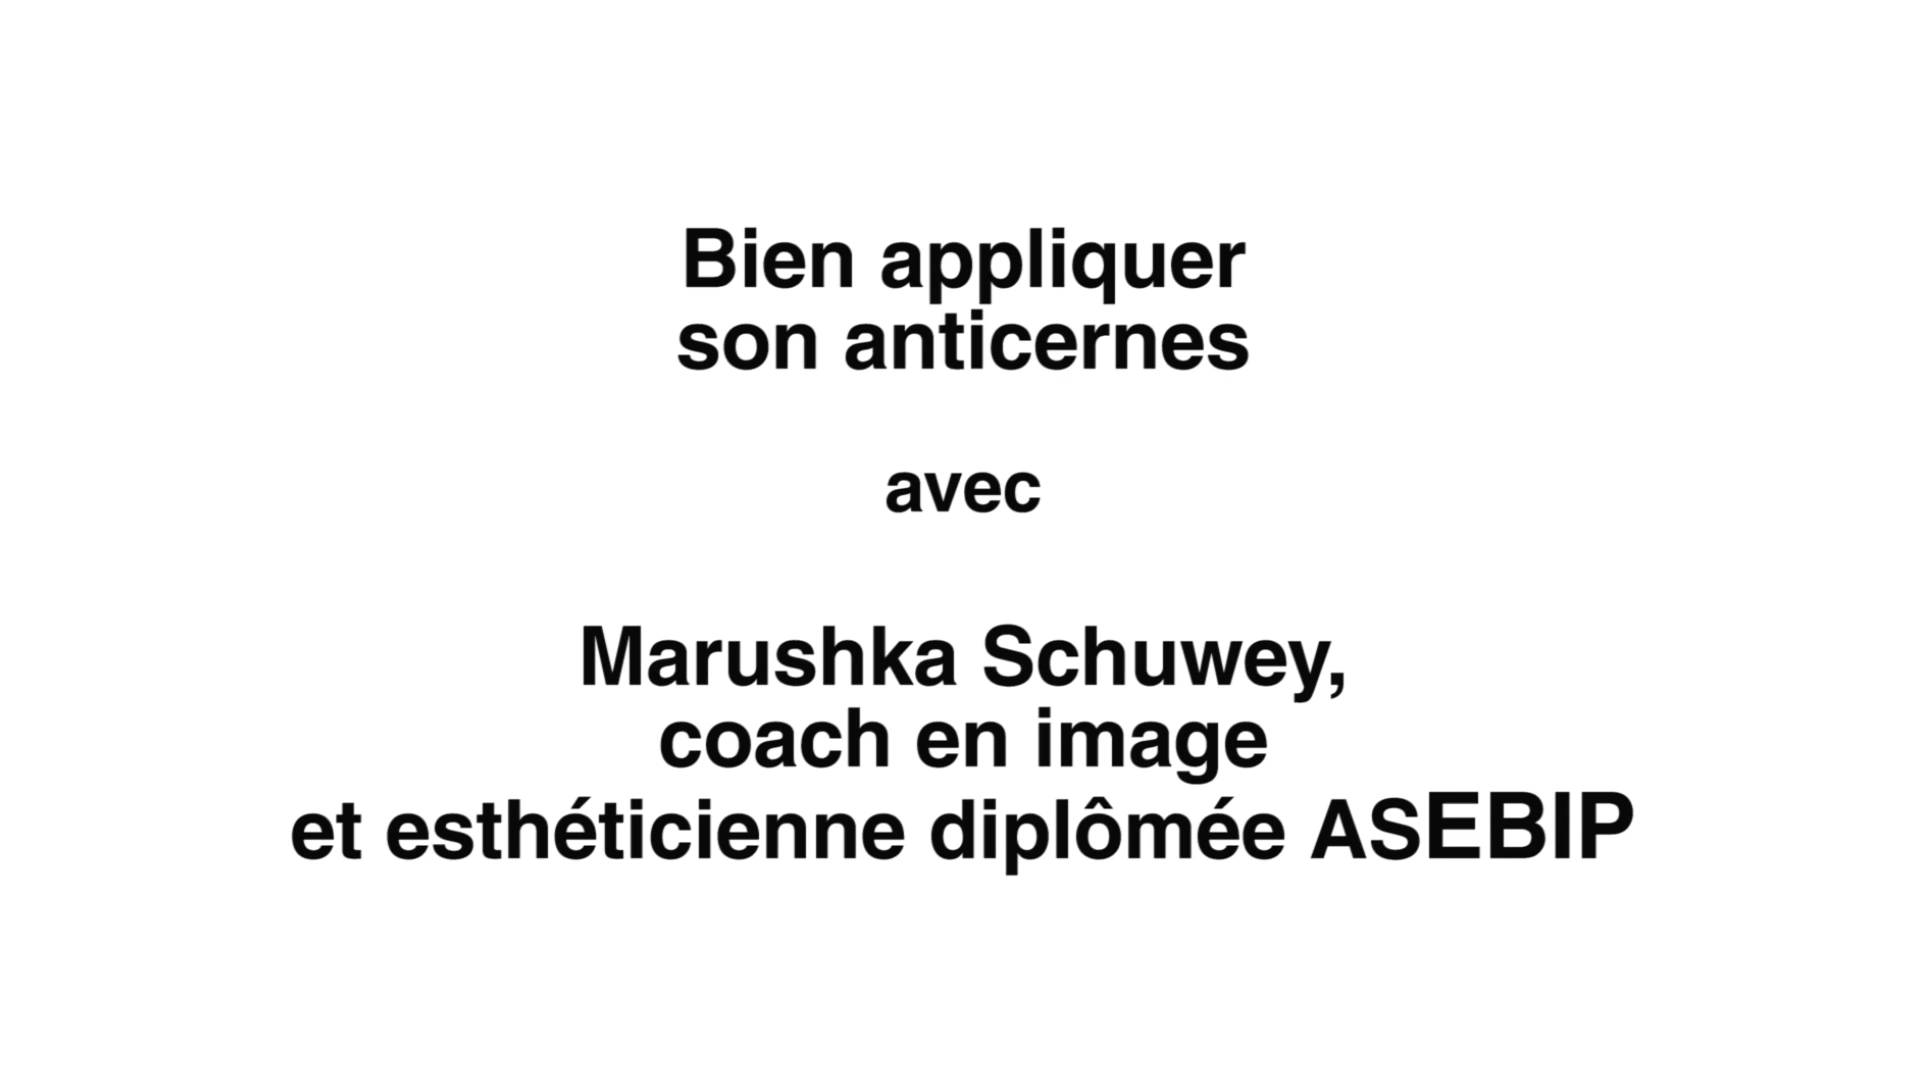 Bien appliquer
son anticernes
avec
Marushka Schuwey,
coach en image
et esthéticienne diplômée ASEBIP